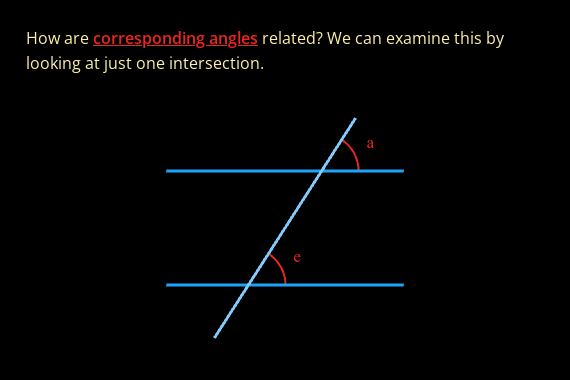 How are corresponding angles related? We can examine this by
looking at just one intersection.
a
e